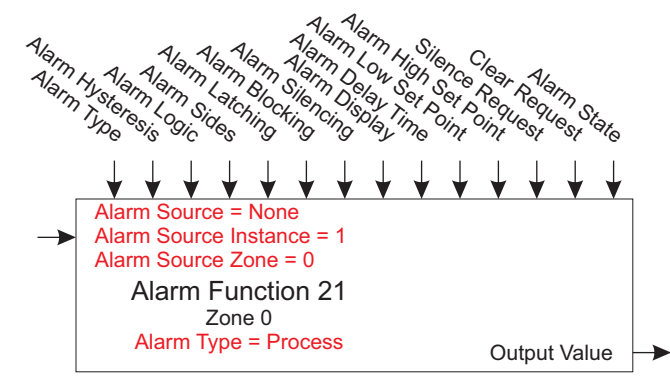 Alarm Type
Alarm Hysteresis
Alarm Logic
Alarm Sides
Alarm Latching
Alarm Blocking
Alarm Silencing
Alarm Display
Alarm Delay Time
Alarm Low Set Point
Alarm High Set Point
Silence Request
Clear Request
Alarm State
Alarm Source = None
Alarm Source Instance = 1
Alarm Source Zone = 0
Alarm Function 21
Zone 0
Alarm Type = Process
Output Value